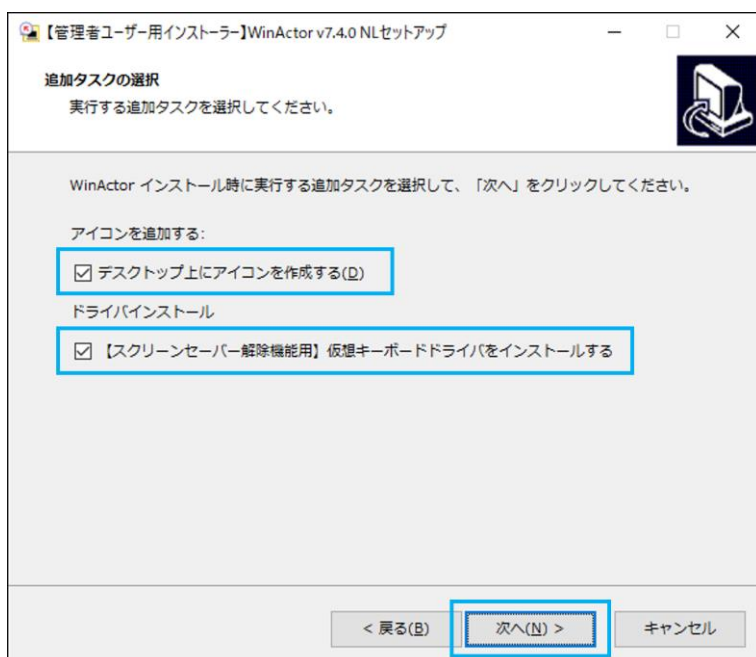 【管理者ユーザー用インストーラー】WinActor v7.4.0 NLセットアップ
追加タスクの選択
実行する追加タスクを選択してください。
WinActor インストール時に実行する追加タスクを選択して、「次へ」をクリックしてください。
アイコンを追加する:
デスクトップ上にアイコンを作成する(D)
ドライバインストール
【スクリーンセーバー解除機能用】仮想キーボードドライバをインストールする
< 戻る(B)
次へ(N) >
キャンセル